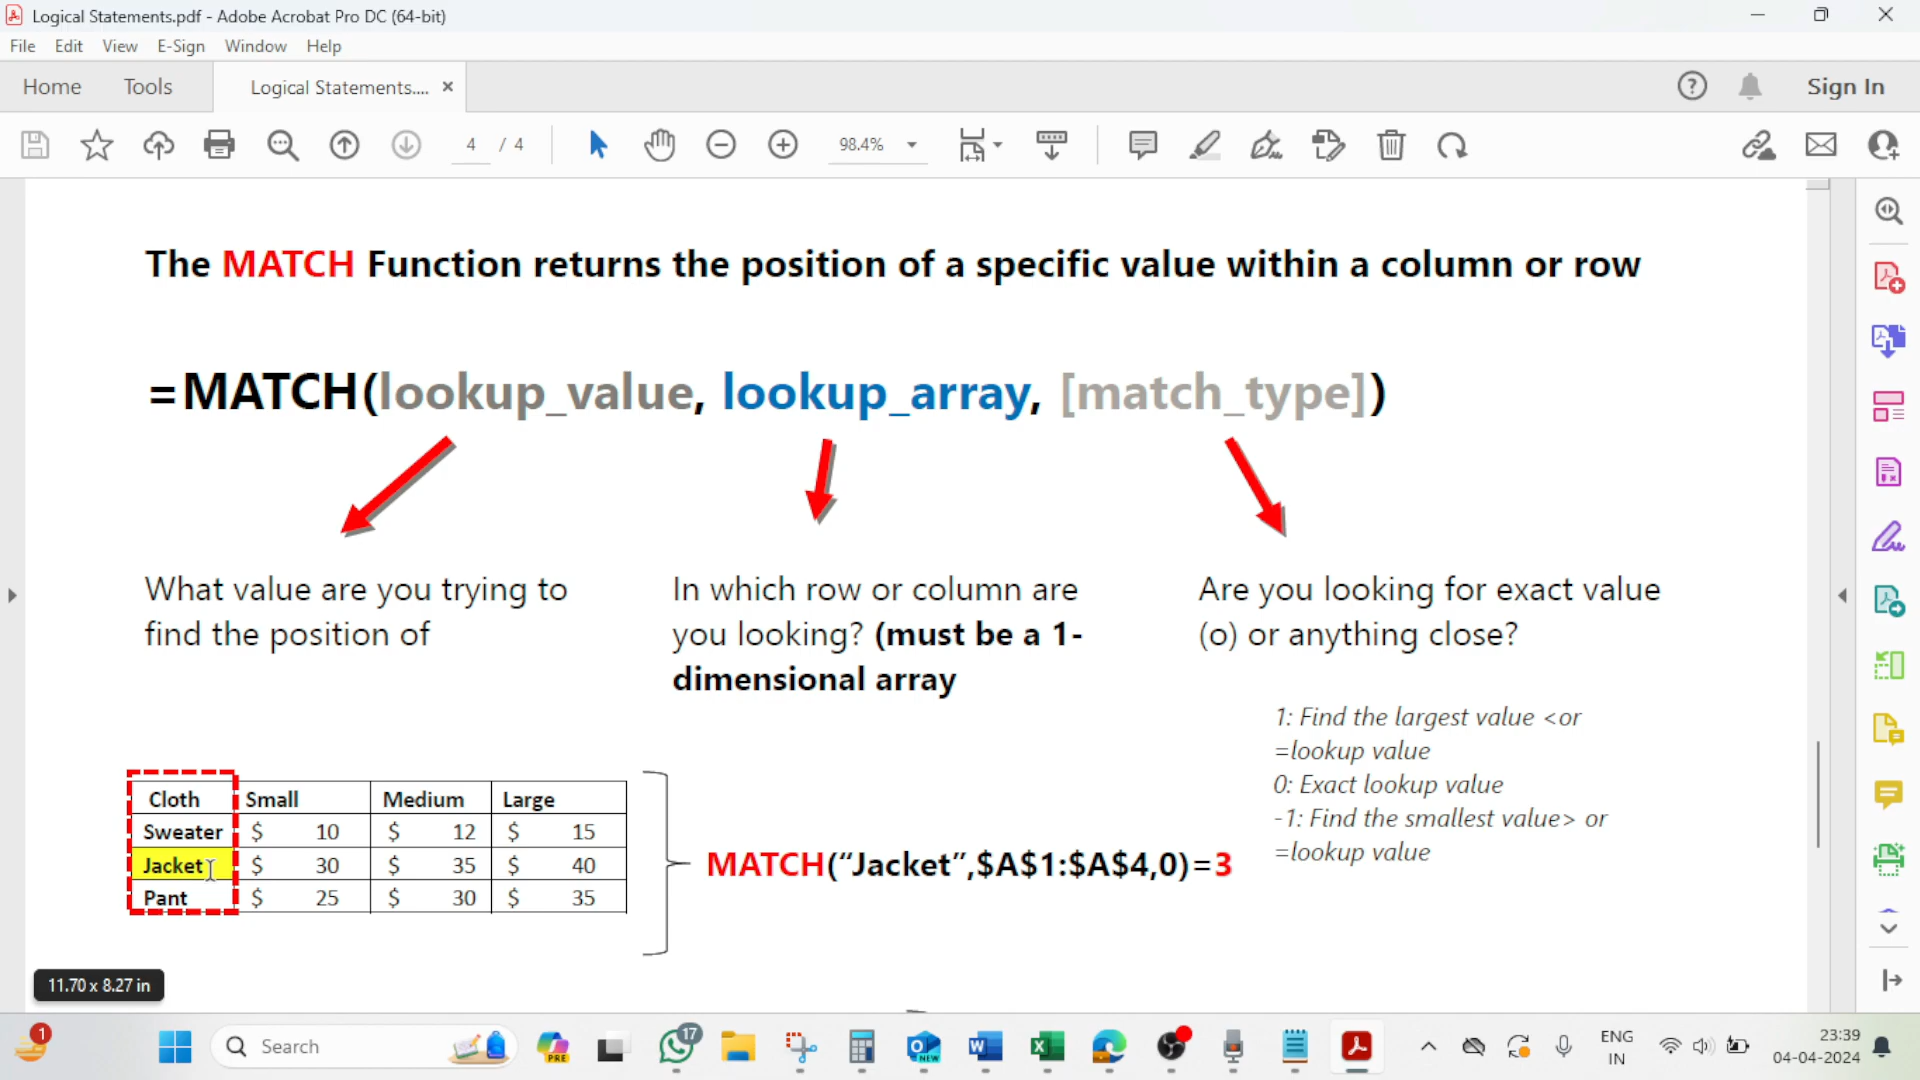 Logical Statements.pdf - Adobe Acrobat Pro DC (64-bit)
File Edit View E-Sign Window Help
Home Tools Logical Statements.... × Sign In
4 / 4 98.4%
The MATCH Function returns the position of a specific value within a column or row
=MATCH(lookup_value, lookup_array, [match_type])
What value are you trying to
find the position of
In which row or column are
you looking? (must be a 1-
dimensional array
Are you looking for exact value
(o) or anything close?
1: Find the largest value <or
=lookup value
0: Exact lookup value
-1: Find the smallest value> or
=lookup value
Cloth Small Medium Large
Sweater $ 10 $ 12 $ 15
Jacket $ 30 $ 35 $ 40
Pant $ 25 $ 30 $ 35
MATCH(“Jacket”,$A$1:$A$4,0)=3
11.70 x 8.27 in
1 Search PRE 17 NEW ENG 23:39
IN 04-04-2024